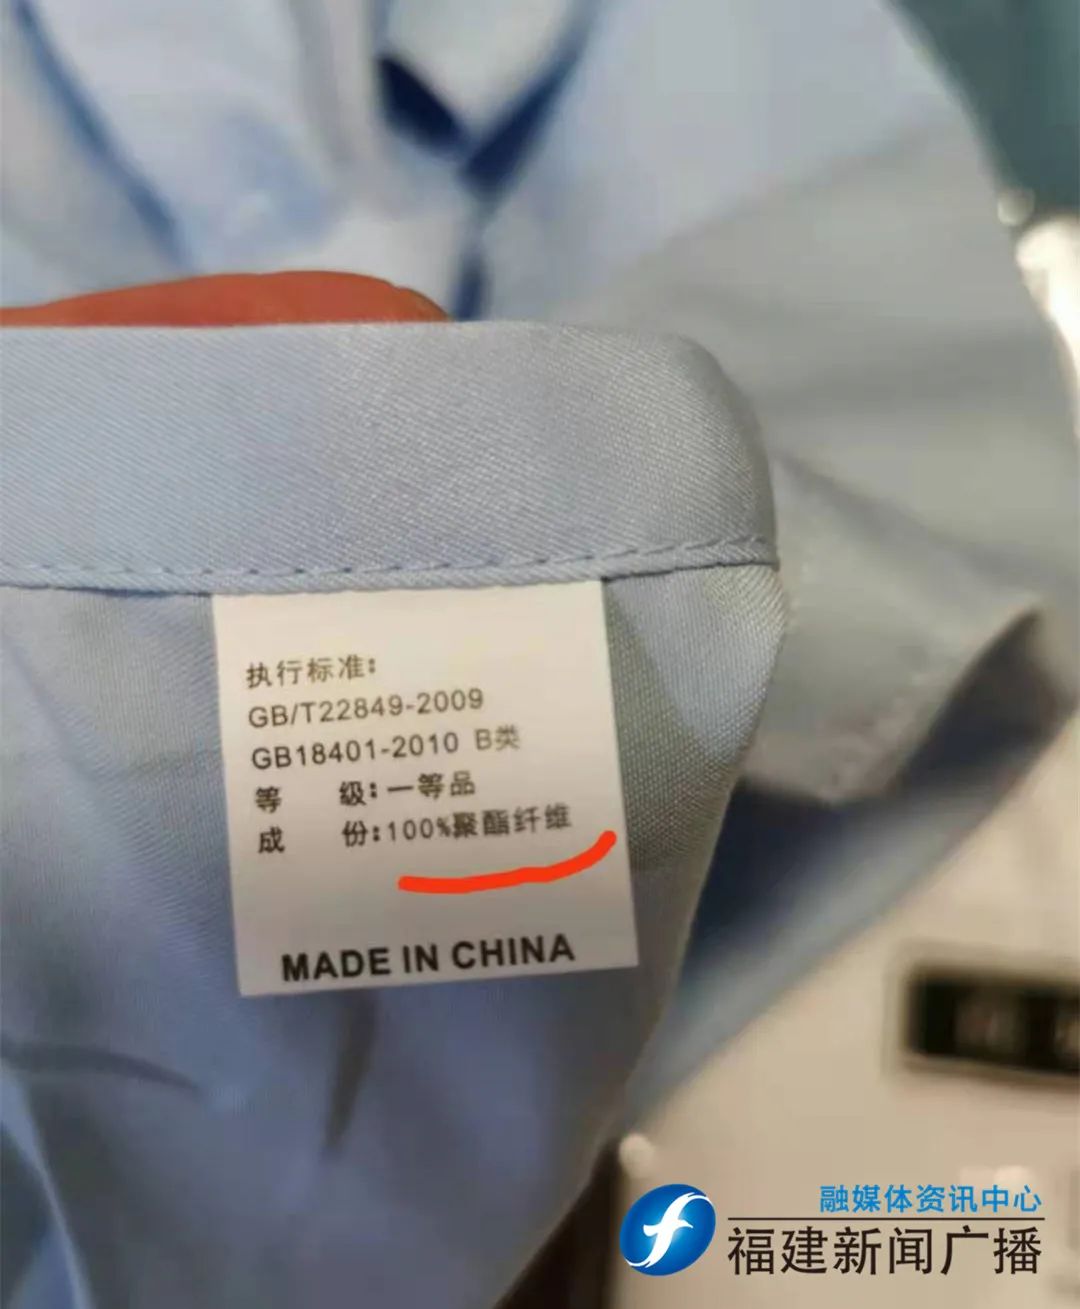 执行标准:
GB/T22849-2009
GB18401-2010 B类
等 级:一等品
成 份:100%聚酯纤维
MADE IN CHINA
融媒体资讯中心
福建新闻广播